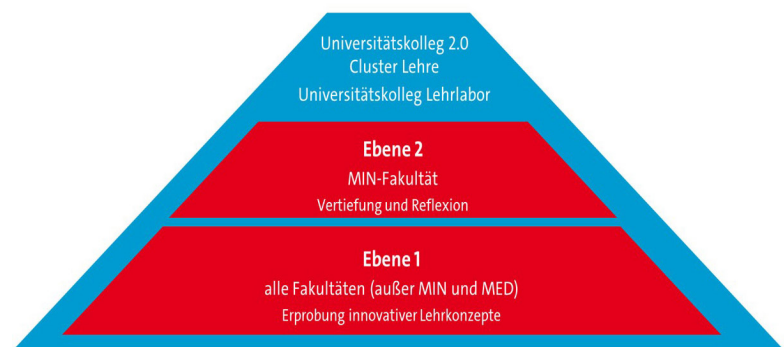 Universitätskolleg 2.0
Cluster Lehre
Universitätskolleg Lehrlabor
Ebene 2
MIN-Fakultät
Vertiefung und Reflexion
Ebene 1
alle Fakultäten (außer MIN und MED)
Erprobung innovativer Lehrkonzepte